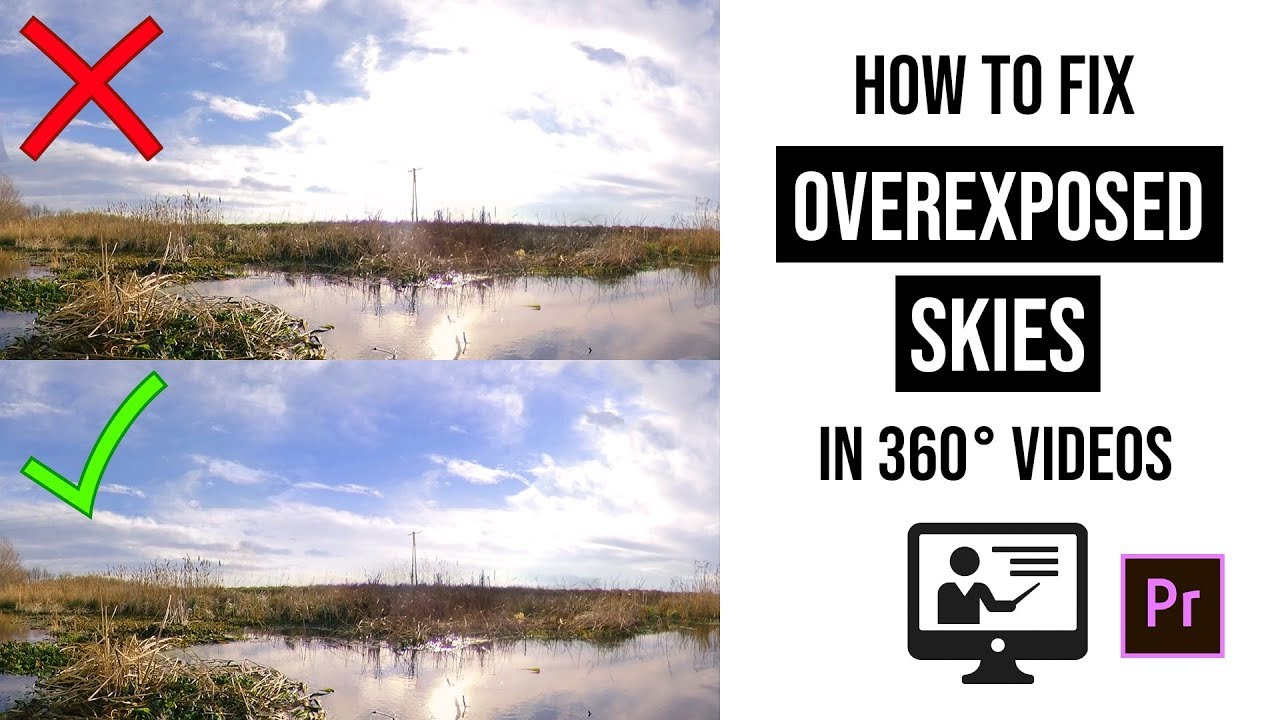 HOW TO FIX
OVEREXPOSED
SKIES
IN 360° VIDEOS
Pr